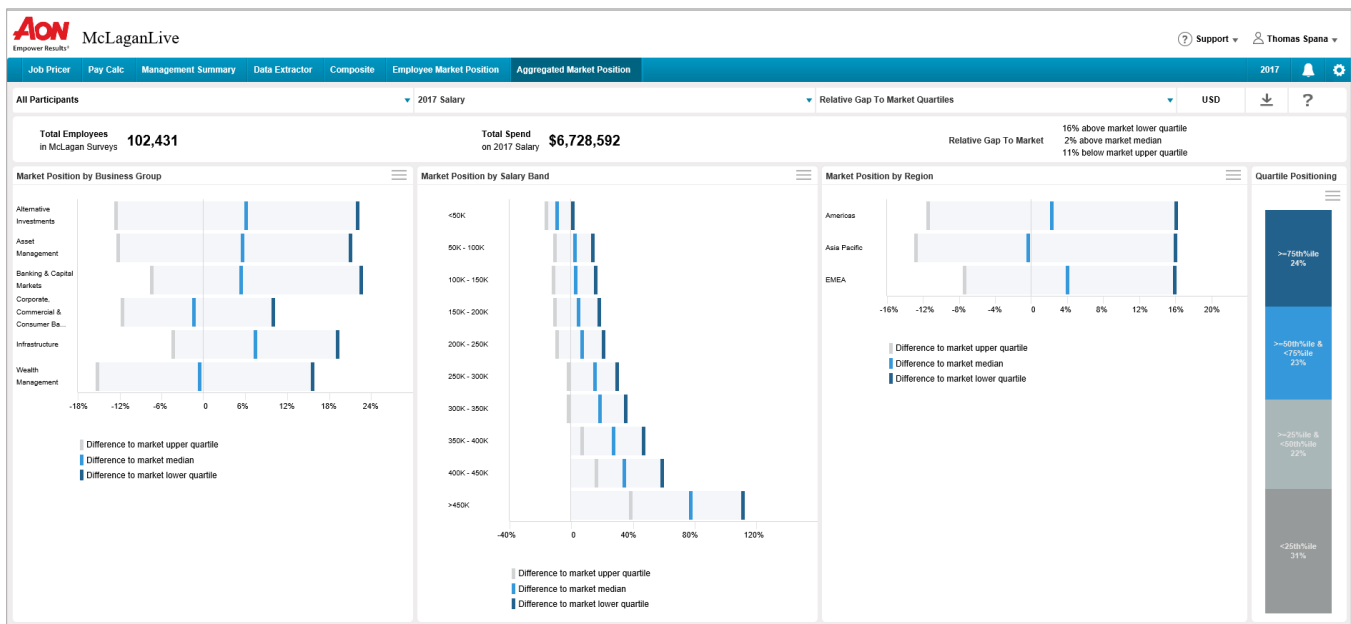 AON
Empower Results®
McLaganLive
? Support
Thomas Spana
Job Pricer Pay Calc Management Summary Data Extractor Composite Employee Market Position Aggregated Market Position 2017
All Participants 2017 Salary Relative Gap To Market Quartiles USD ?
Total Employees
in McLagan Surveys
102,431
Total Spend
on 2017 Salary
$6,728,592
Relative Gap To Market
16% above market lower quartile
2% above market median
11% below market upper quartile
Market Position by Business Group
Alternative
Investments
Asset
Management
Banking & Capital
Markets
Corporate,
Commercial &
Consumer Ba...
Infrastructure
Wealth
Management
-18% -12% -6% 0 6% 12% 18% 24%
Difference to market upper quartile
Difference to market median
Difference to market lower quartile
Market Position by Salary Band
<50K
50K - 100K
100K - 150K
150K - 200K
200K - 250K
250K - 300K
300K - 350K
350K - 400K
400K - 450K
>450K
-40% 0 40% 80% 120%
Difference to market upper quartile
Difference to market median
Difference to market lower quartile
Market Position by Region
Americas
Asia Pacific
EMEA
-16% -12% -8% -4% 0 4% 8% 12% 16% 20%
Difference to market upper quartile
Difference to market median
Difference to market lower quartile
Quartile Positioning
>=75th%ile
24%
>=50th%ile &
<75%ile
23%
>=25%ile &
<50th%ile
22%
<25th%ile
31%